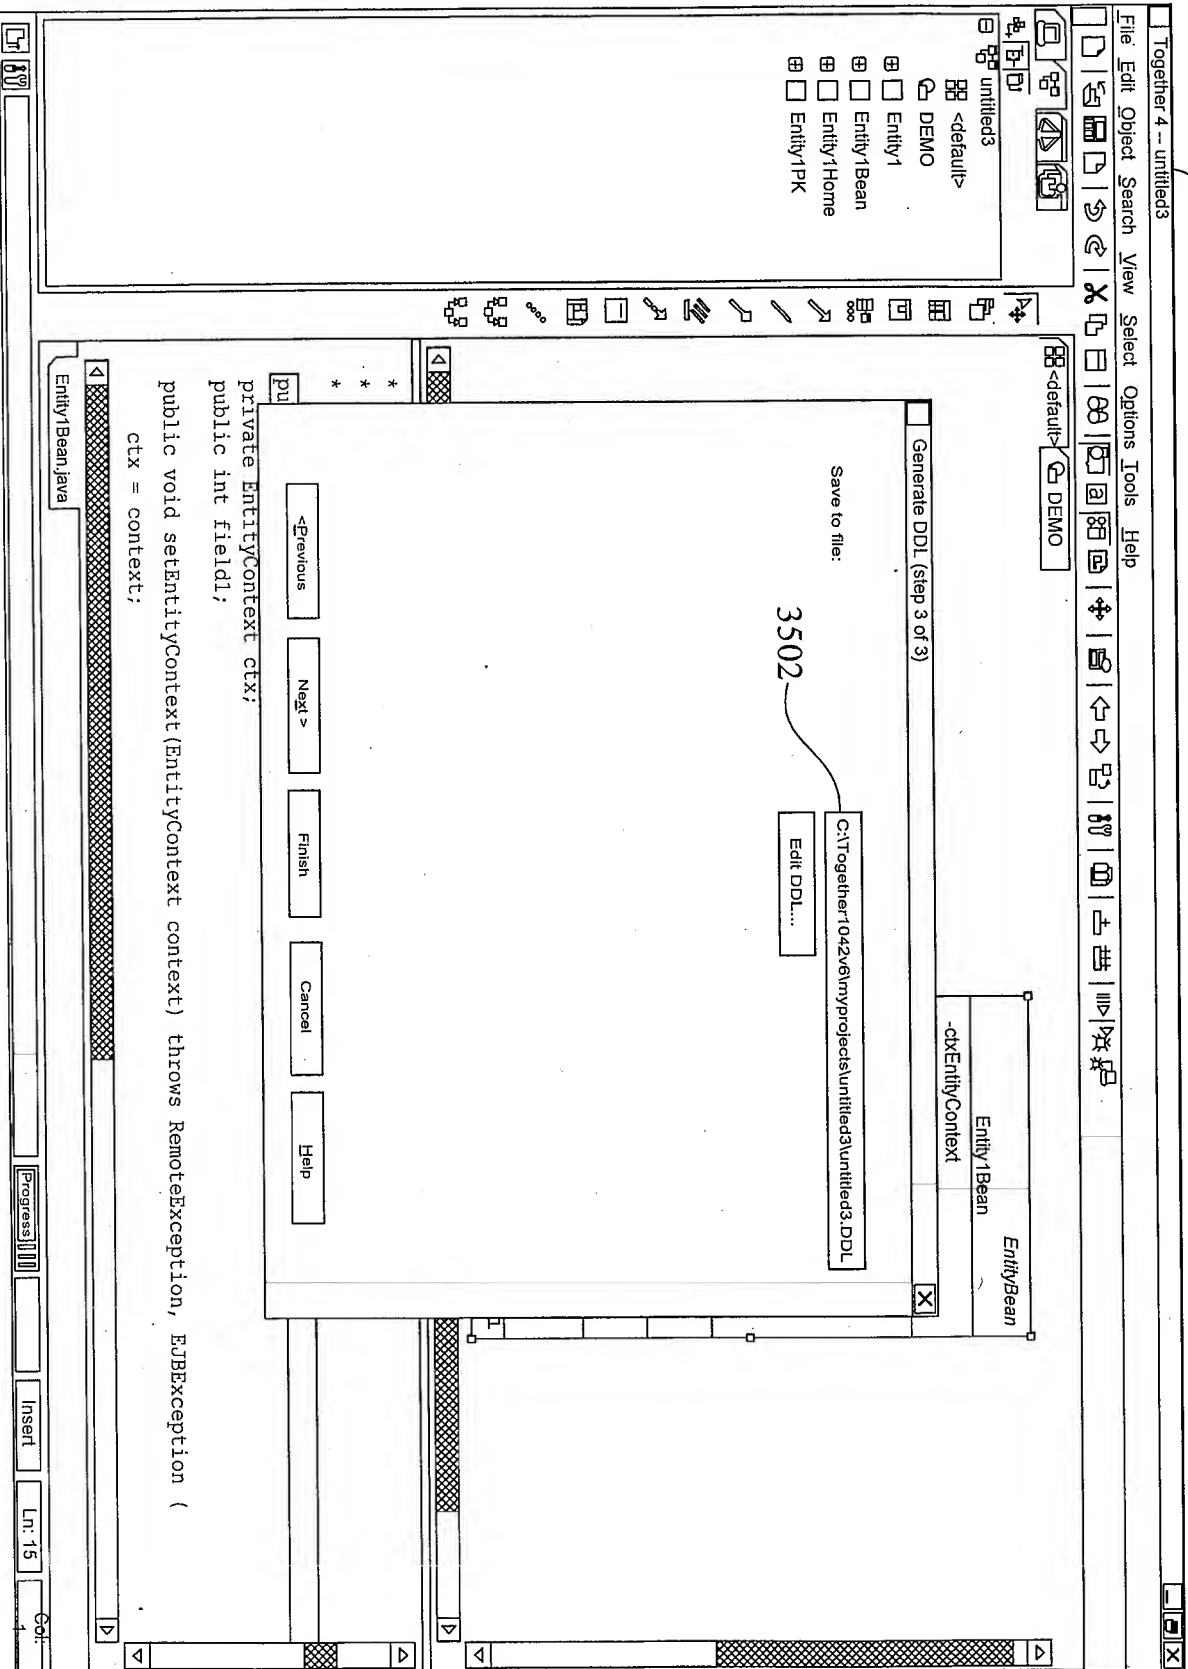 Together 4 -- untitled3
File Edit Object Search View Select Options Tools Help
a
untitled3
<default>
DEMO
Entity1
Entity1Bean
Entity1Home
Entity1PK
<default>
DEMO
EntityBean
Entity1Bean
-ctxEntityContext
Generate DDL (step 3 of 3)
Save to file:
C:\Together1042v6\myprojects\untitled3\untitled3.DDL
3502
Edit DDL...
<Previous
Next >
Finish
Cancel
Help
*
*
*
pu
private EntityContext ctx;
public int field1;
public void setEntityContext(EntityContext context) throws RemoteException, EJBException (
ctx = context;
Entity1Bean.java
Progress
Insert
Ln: 15
Col:
1